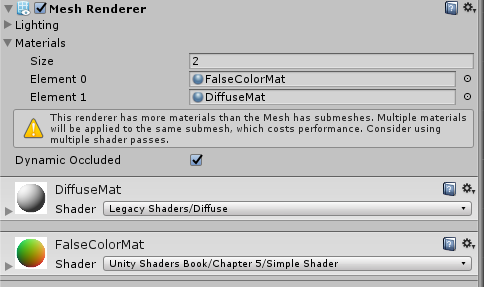 Mesh Renderer
Lighting
Materials
Size 2
Element 0 FalseColorMat
Element 1 DiffuseMat
This renderer has more materials than the Mesh has submeshes. Multiple materials
will be applied to the same submesh, which costs performance. Consider using
multiple shader passes.
Dynamic Occluded
DiffuseMat
Shader Legacy Shaders/Diffuse
FalseColorMat
Shader Unity Shaders Book/Chapter 5/Simple Shader